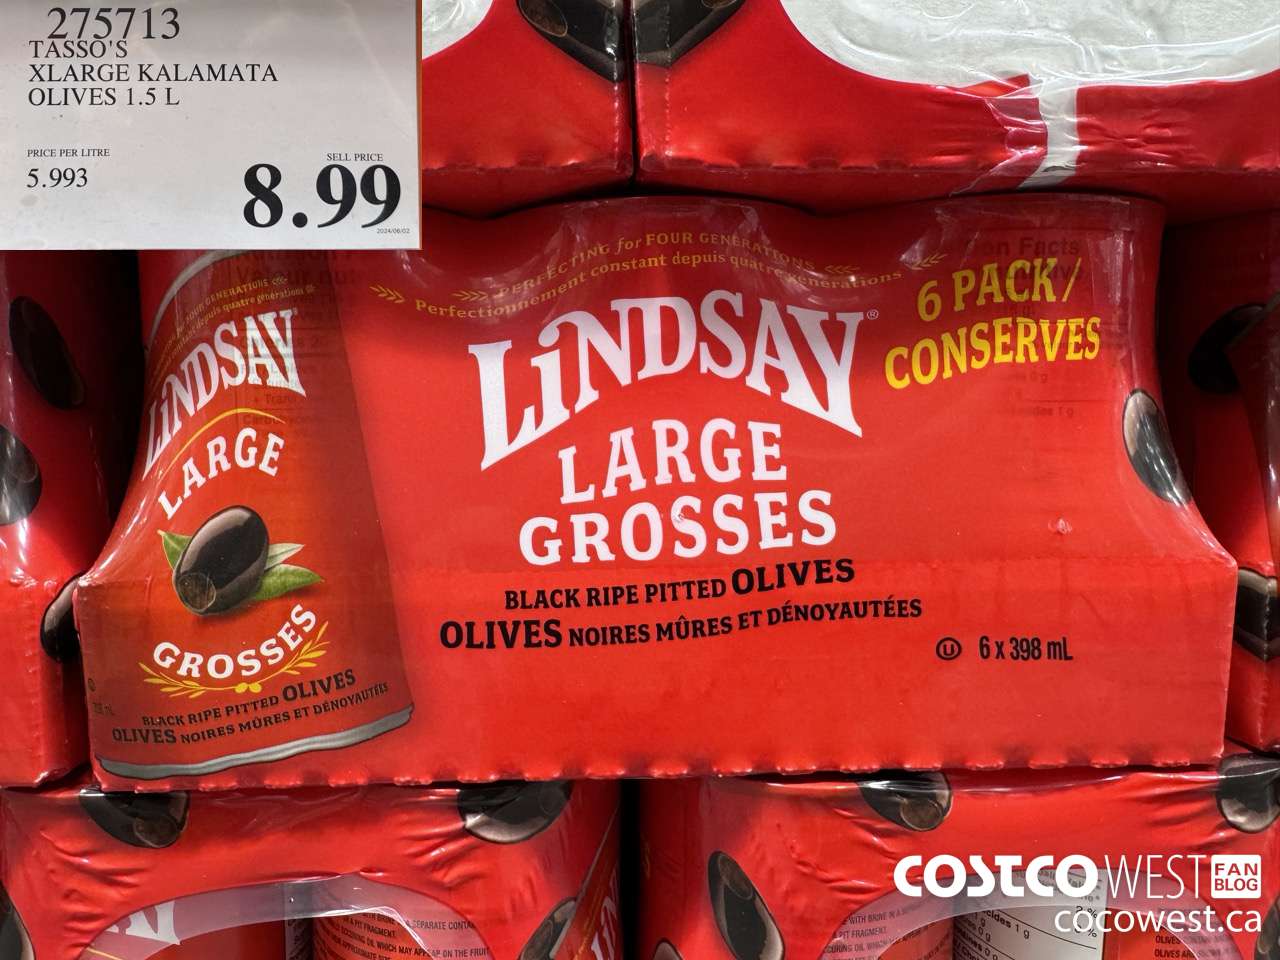 275713
TASSO'S
XLARGE KALAMATA
OLIVES 1.5 L
PRICE PER LITRE
5.993
SELL PRICE
8.99
2024/06/02
PERFECTING for FOUR GENERATIONS
Perfectionnement constant depuis quatre générations
LINDSAY®
LARGE
GROSSES
BLACK RIPE PITTED OLIVES
OLIVES NOIRES MÛRES ET DÉNOYAUTÉES
6 PACK/
CONSERVES
U 6 x 398 mL
LINDSAY
LARGE
GROSSES
BLACK RIPE PITTED OLIVES
OLIVES NOIRES MÛRES ET DÉNOYAUTÉES
COSTCO WEST FAN BLOG
cocowest.ca